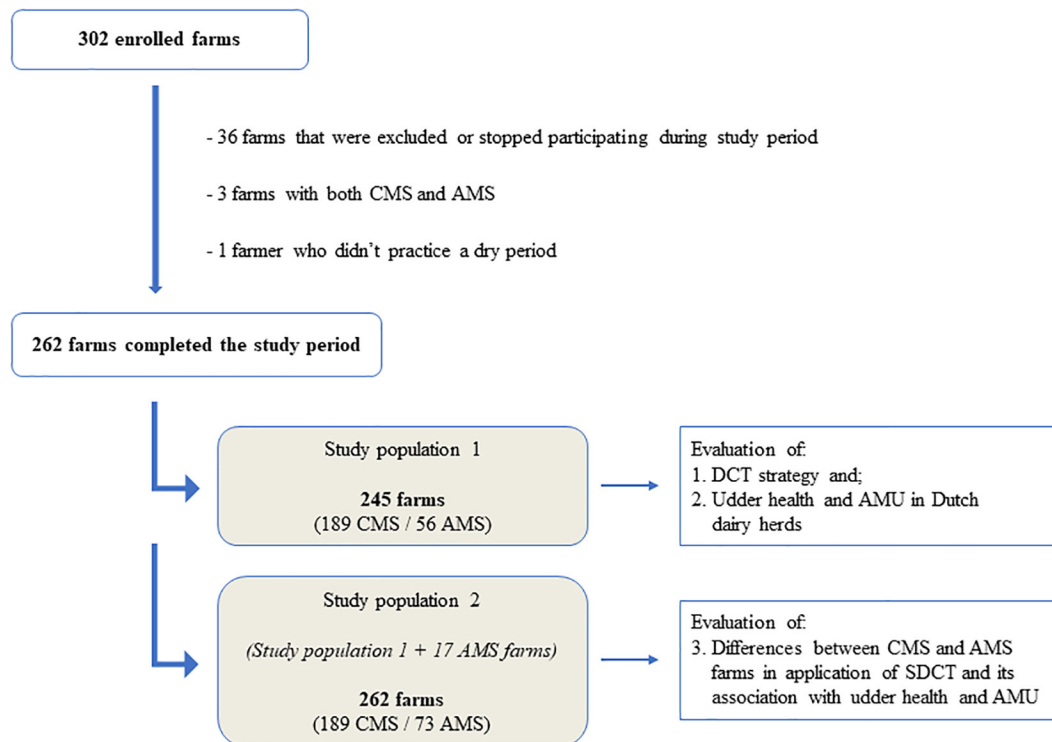 302 enrolled farms
- 36 farms that were excluded or stopped participating during study period
- 3 farms with both CMS and AMS
- 1 farmer who didn't practice a dry period
262 farms completed the study period
Study population 1
245 farms
(189 CMS / 56 AMS)
Evaluation of:
1. DCT strategy and;
2. Udder health and AMU in Dutch
dairy herds
Study population 2
(Study population 1 + 17 AMS farms)
262 farms
(189 CMS / 73 AMS)
Evaluation of:
3. Differences between CMS and AMS
farms in application of SDCT and its
association with udder health and AMU